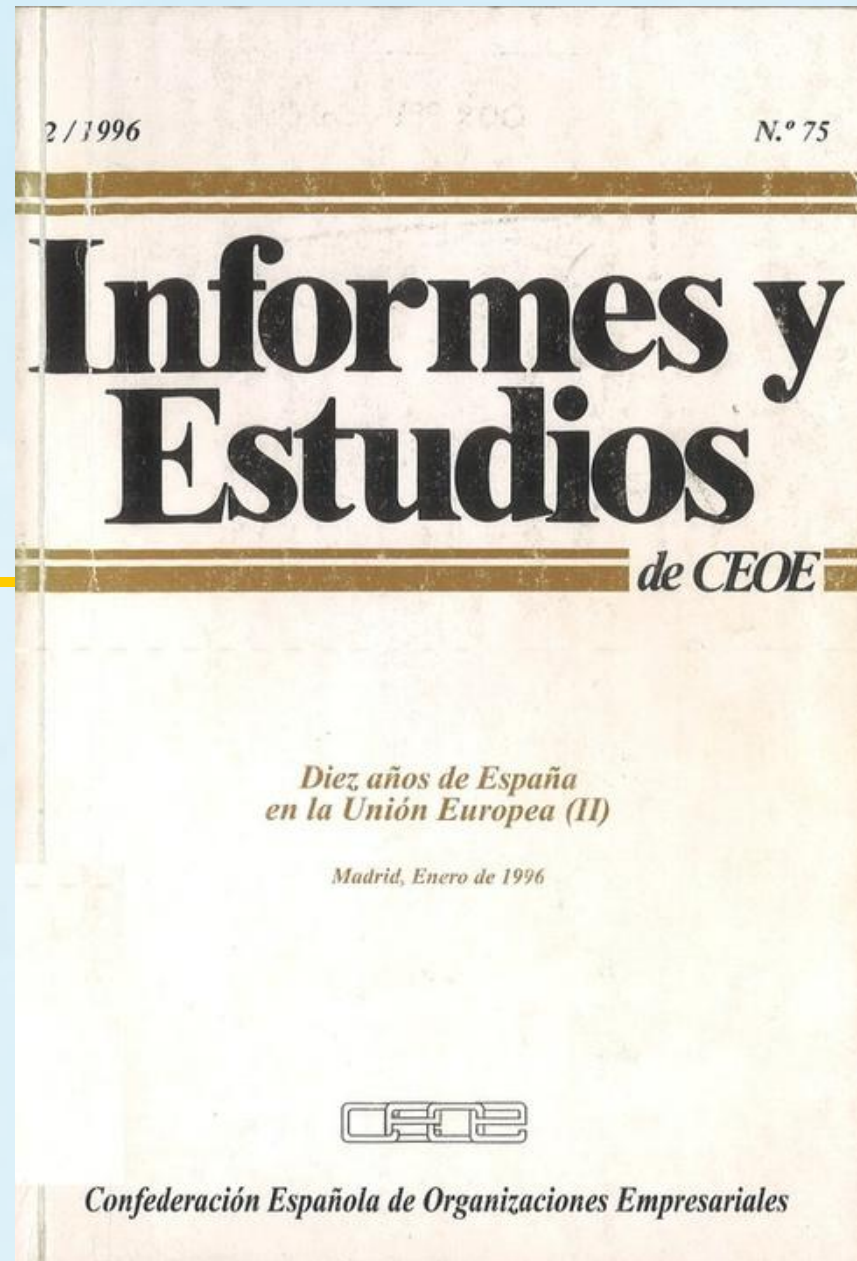 2/1996
N.º 75
Informes y
Estudios
de CEOE
Diez años de España
en la Unión Europea (II)
Madrid, Enero de 1996
CEOE
Confederación Española de Organizaciones Empresariales